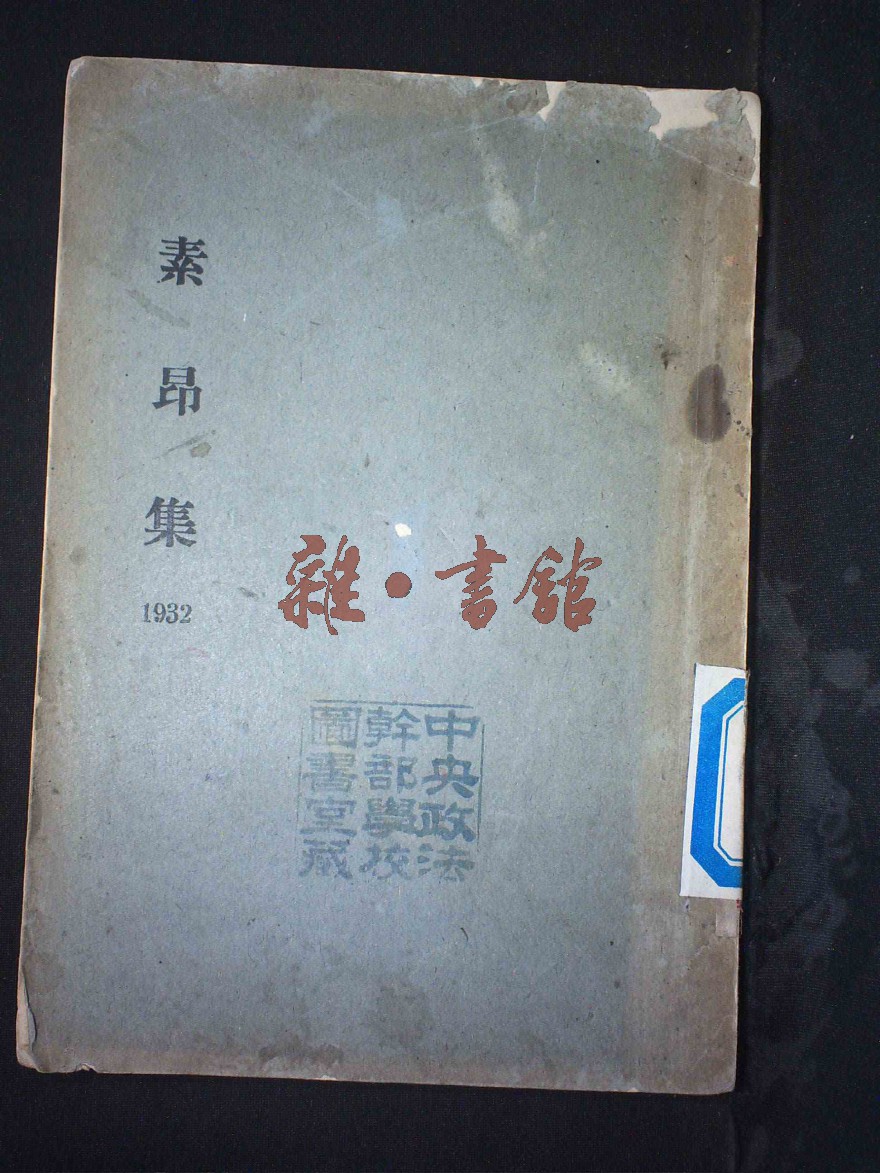 素昂集
1932
雜·書館
中央政法
幹部學校
圖書室藏